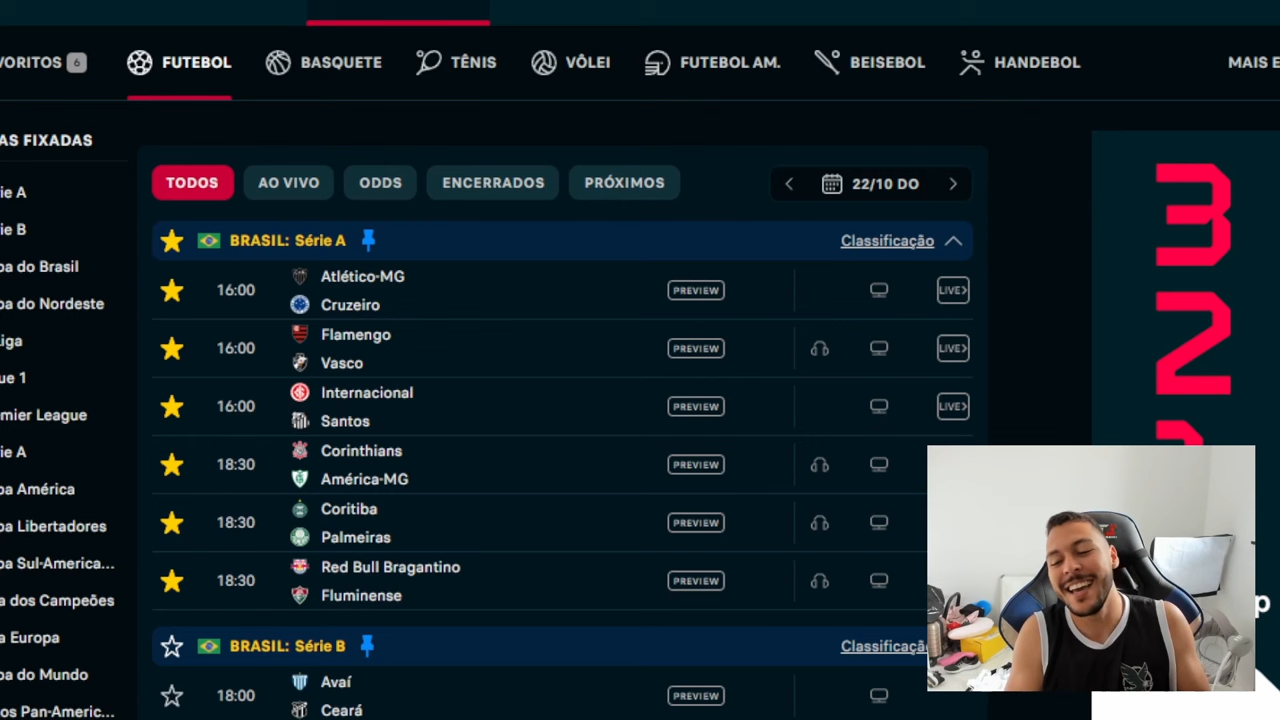 VORITOS 6 FUTEBOL BASQUETE TÊNIS VÔLEI FUTEBOL AM. BEISEBOL HANDEBOL MAIS E
AS FIXADAS
TODOS AO VIVO ODDS ENCERRADOS PRÓXIMOS 22/10 DO
ie A
ie B
pa do Brasil
pa do Nordeste
Liga
ue 1
mier League
ie A
pa América
pa Libertadores
pa Sul-America...
a dos Campeões
a Europa
a do Mundo
os Pan-Americ...
BRASIL: Série A Classificação
16:00 Atlético-MG PREVIEW LIVE
Cruzeiro
16:00 Flamengo PREVIEW LIVE
Vasco
16:00 Internacional PREVIEW LIVE
Santos
18:30 Corinthians PREVIEW
América-MG
18:30 Coritiba PREVIEW
Palmeiras
18:30 Red Bull Bragantino PREVIEW
Fluminense
BRASIL: Série B Classificaçã
18:00 Avaí PREVIEW
Ceará